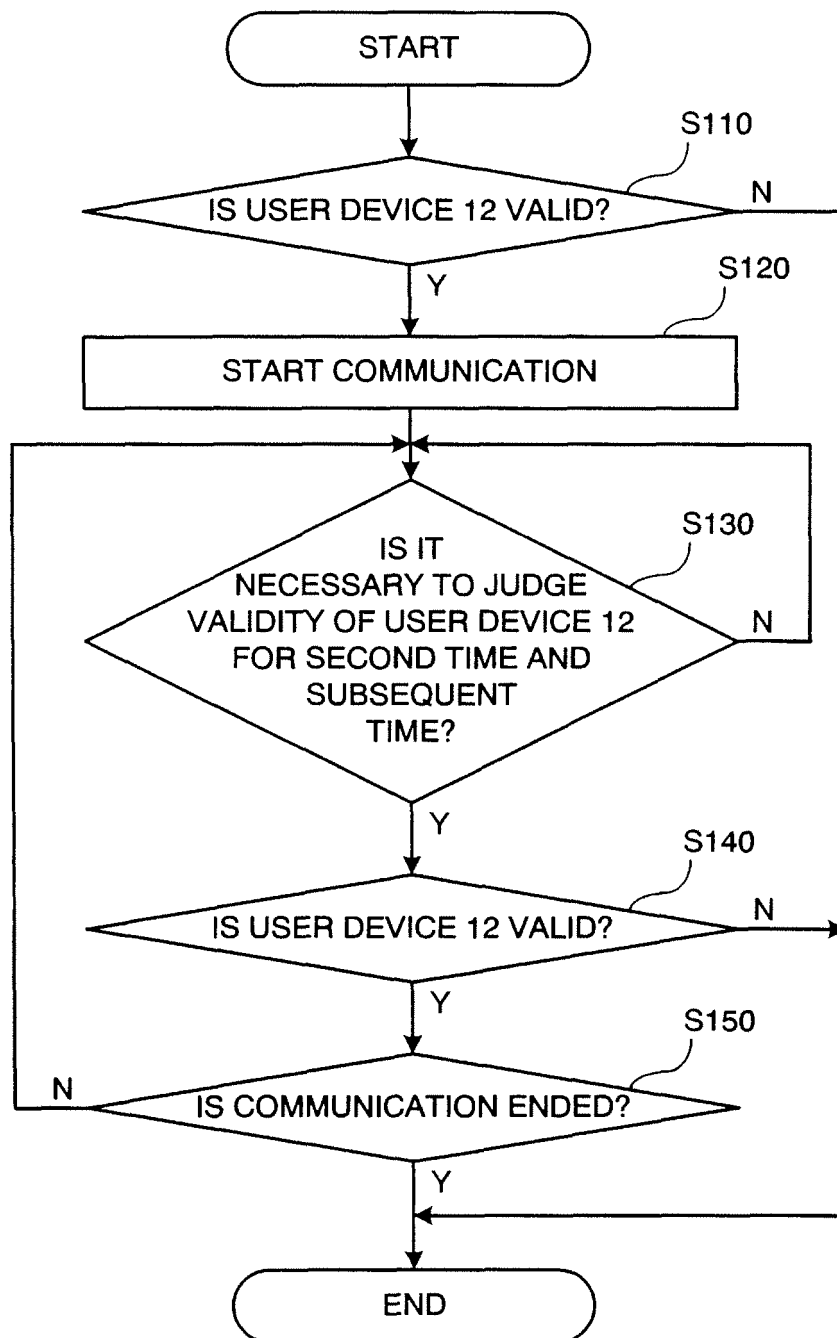 START
S110
IS USER DEVICE 12 VALID?
N
Y
S120
START COMMUNICATION
S130
IS IT
NECESSARY TO JUDGE
VALIDITY OF USER DEVICE 12
FOR SECOND TIME AND
SUBSEQUENT
TIME?
N
Y
S140
IS USER DEVICE 12 VALID?
N
Y
S150
N
IS COMMUNICATION ENDED?
Y
END